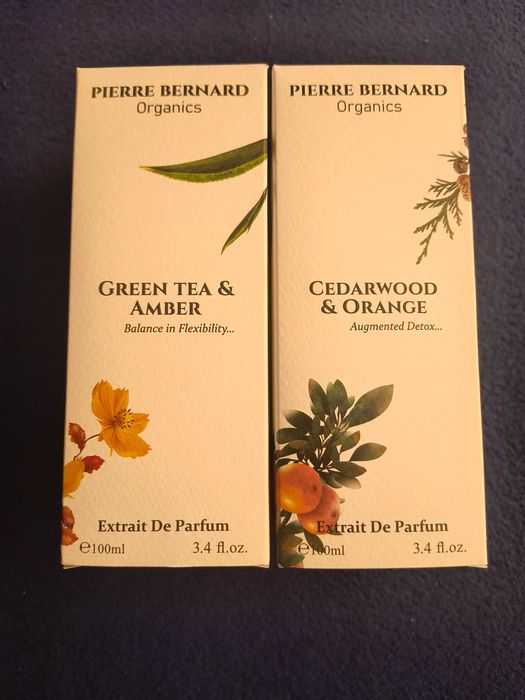 PIERRE BERNARD
Organics
GREEN TEA &
AMBER
Balance in Flexibility...
Extrait De Parfum
℮100ml 3.4 fl.oz.
PIERRE BERNARD
Organics
CEDARWOOD
& ORANGE
Augmented Detox...
Extrait De Parfum
℮100ml 3.4 fl.oz.